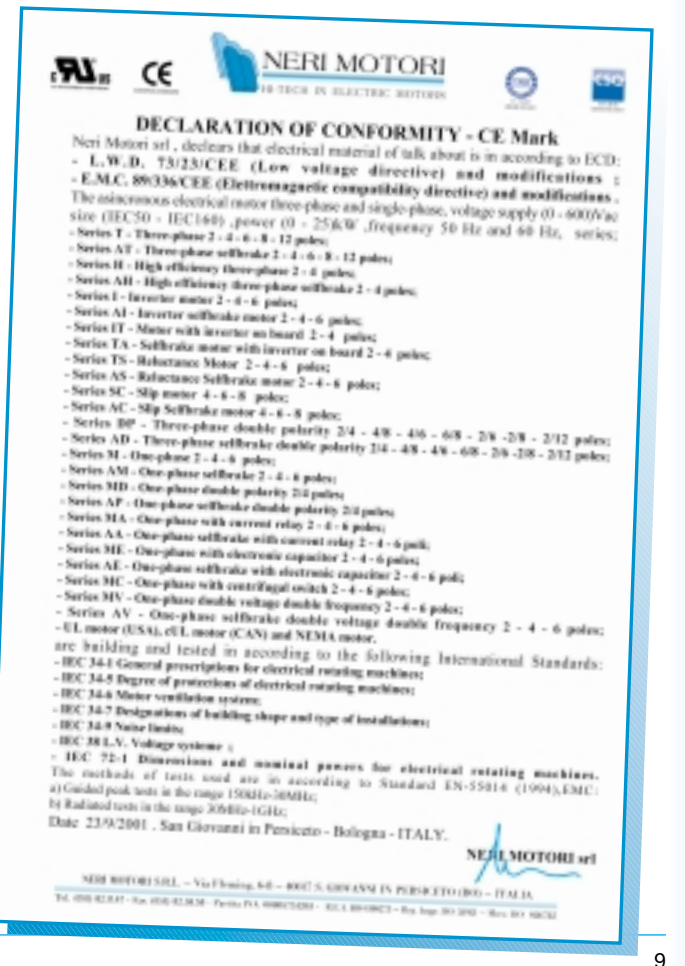 c RU us
CE
NERI MOTORI
HI-TECH IN ELECTRIC MOTORS
CSQ
DECLARATION OF CONFORMITY - CE Mark
Neri Motori srl , declears that electrical material of talk about is in according to ECD:
- L.W.D. 73/23/CEE (Low voltage directive) and modifications ;
- E.M.C. 89/336/CEE (Elettromagnetic compatibility directive) and modifications .
The asincronous electrical motor three-phase and single-phase, voltage supply (0 - 600)Vac
size (IEC50 - IEC160) ,power (0 - 25)kW ,frequency 50 Hz and 60 Hz, series:
- Series T - Three-phase 2 - 4 - 6 - 8 - 12 poles;
- Series AT - Three-phase selfbrake 2 - 4 - 6 - 8 - 12 poles;
- Series H - High efficiency three-phase 2 - 4 poles;
- Series AH - High efficiency three-phase selfbrake 2 - 4 poles;
- Series I - Inverter motor 2 - 4 - 6 poles;
- Series AI - Inverter selfbrake motor 2 - 4 - 6 poles;
- Series IT - Motor with inverter on board 2 - 4 poles;
- Series TA - Selfbrake motor with inverter on board 2 - 4 poles;
- Series TS - Reluctance Motor 2 - 4 - 6 poles;
- Series AS - Reluctance Selfbrake motor 2 - 4 - 6 poles;
- Series SC - Slip motor 4 - 6 - 8 poles;
- Series AC - Slip Selfbrake motor 4 - 6 - 8 poles;
- Series DP - Three-phase double polarity 2/4 - 4/8 - 4/6 - 6/8 - 2/6 -2/8 - 2/12 poles;
- Series AD - Three-phase selfbrake double polarity 2/4 - 4/8 - 4/6 - 6/8 - 2/6 -2/8 - 2/12 poles;
- Series M - One-phase 2 - 4 - 6 poles;
- Series AM - One-phase selfbrake 2 - 4 - 6 poles;
- Series MD - One-phase double polarity 2/4 poles;
- Series AP - One-phase selfbrake double polarity 2/4 poles;
- Series MA - One-phase with current relay 2 - 4 - 6 poles;
- Series AA - One-phase selfbrake with current relay 2 - 4 - 6 poli;
- Series ME - One-phase with electronic capacitor 2 - 4 - 6 poles;
- Series AE - One-phase selfbrake with electronic capacitor 2 - 4 - 6 poli;
- Series MC - One-phase with centrifugal switch 2 - 4 - 6 poles;
- Series MV - One-phase double voltage double frequency 2 - 4 - 6 poles;
- Series AV - One-phase selfbrake double voltage double frequency 2 - 4 - 6 poles;
- UL motor (USA), cUL motor (CAN) and NEMA motor.
are building and tested in according to the following International Standards:
- IEC 34-1 General prescriptions for electrical rotating machines;
- IEC 34-5 Degree of protections of electrical rotating machines;
- IEC 34-6 Motor ventilation system;
- IEC 34-7 Designations of building shape and type of installations;
- IEC 34-9 Noise limits;
- IEC 38 L.V. Voltage systeme ;
- IEC 72-1 Dimensions and nominal powers for electrical rotating machines.
The methods of tests used are in according to Standard EN-55014 (1994),EMC:
a) Guided peak tests in the range 150kHz-30MHz;
b) Radiated tests in the range 30MHz-1GHz;
Date 23/9/2001 . San Giovanni in Persiceto - Bologna - ITALY.
NERI MOTORI srl
NERI MOTORI S.R.L. – Via Fleming, 6-8 – 40017 S. GIOVANNI IN PERSICETO (BO) – ITALIA
9